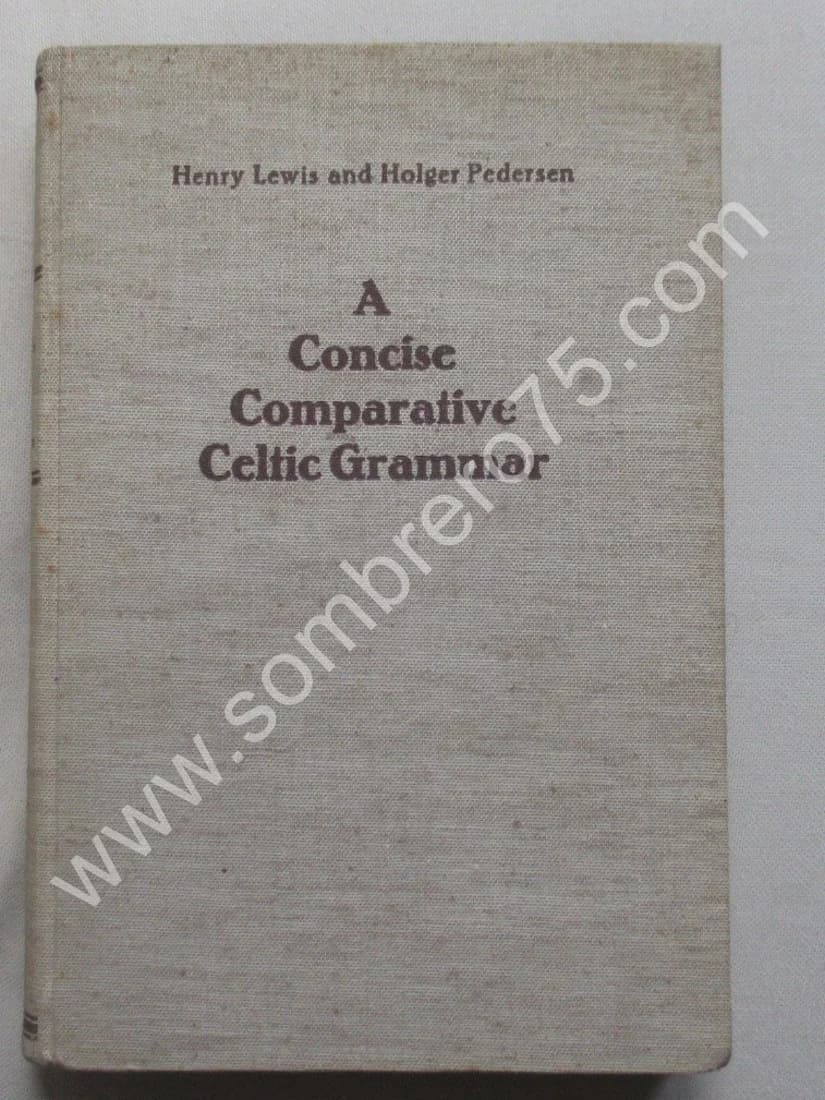 Henry Lewis and Holger Pedersen
A
Concise
Comparative
Celtic Grammar
www.sombrero75.com